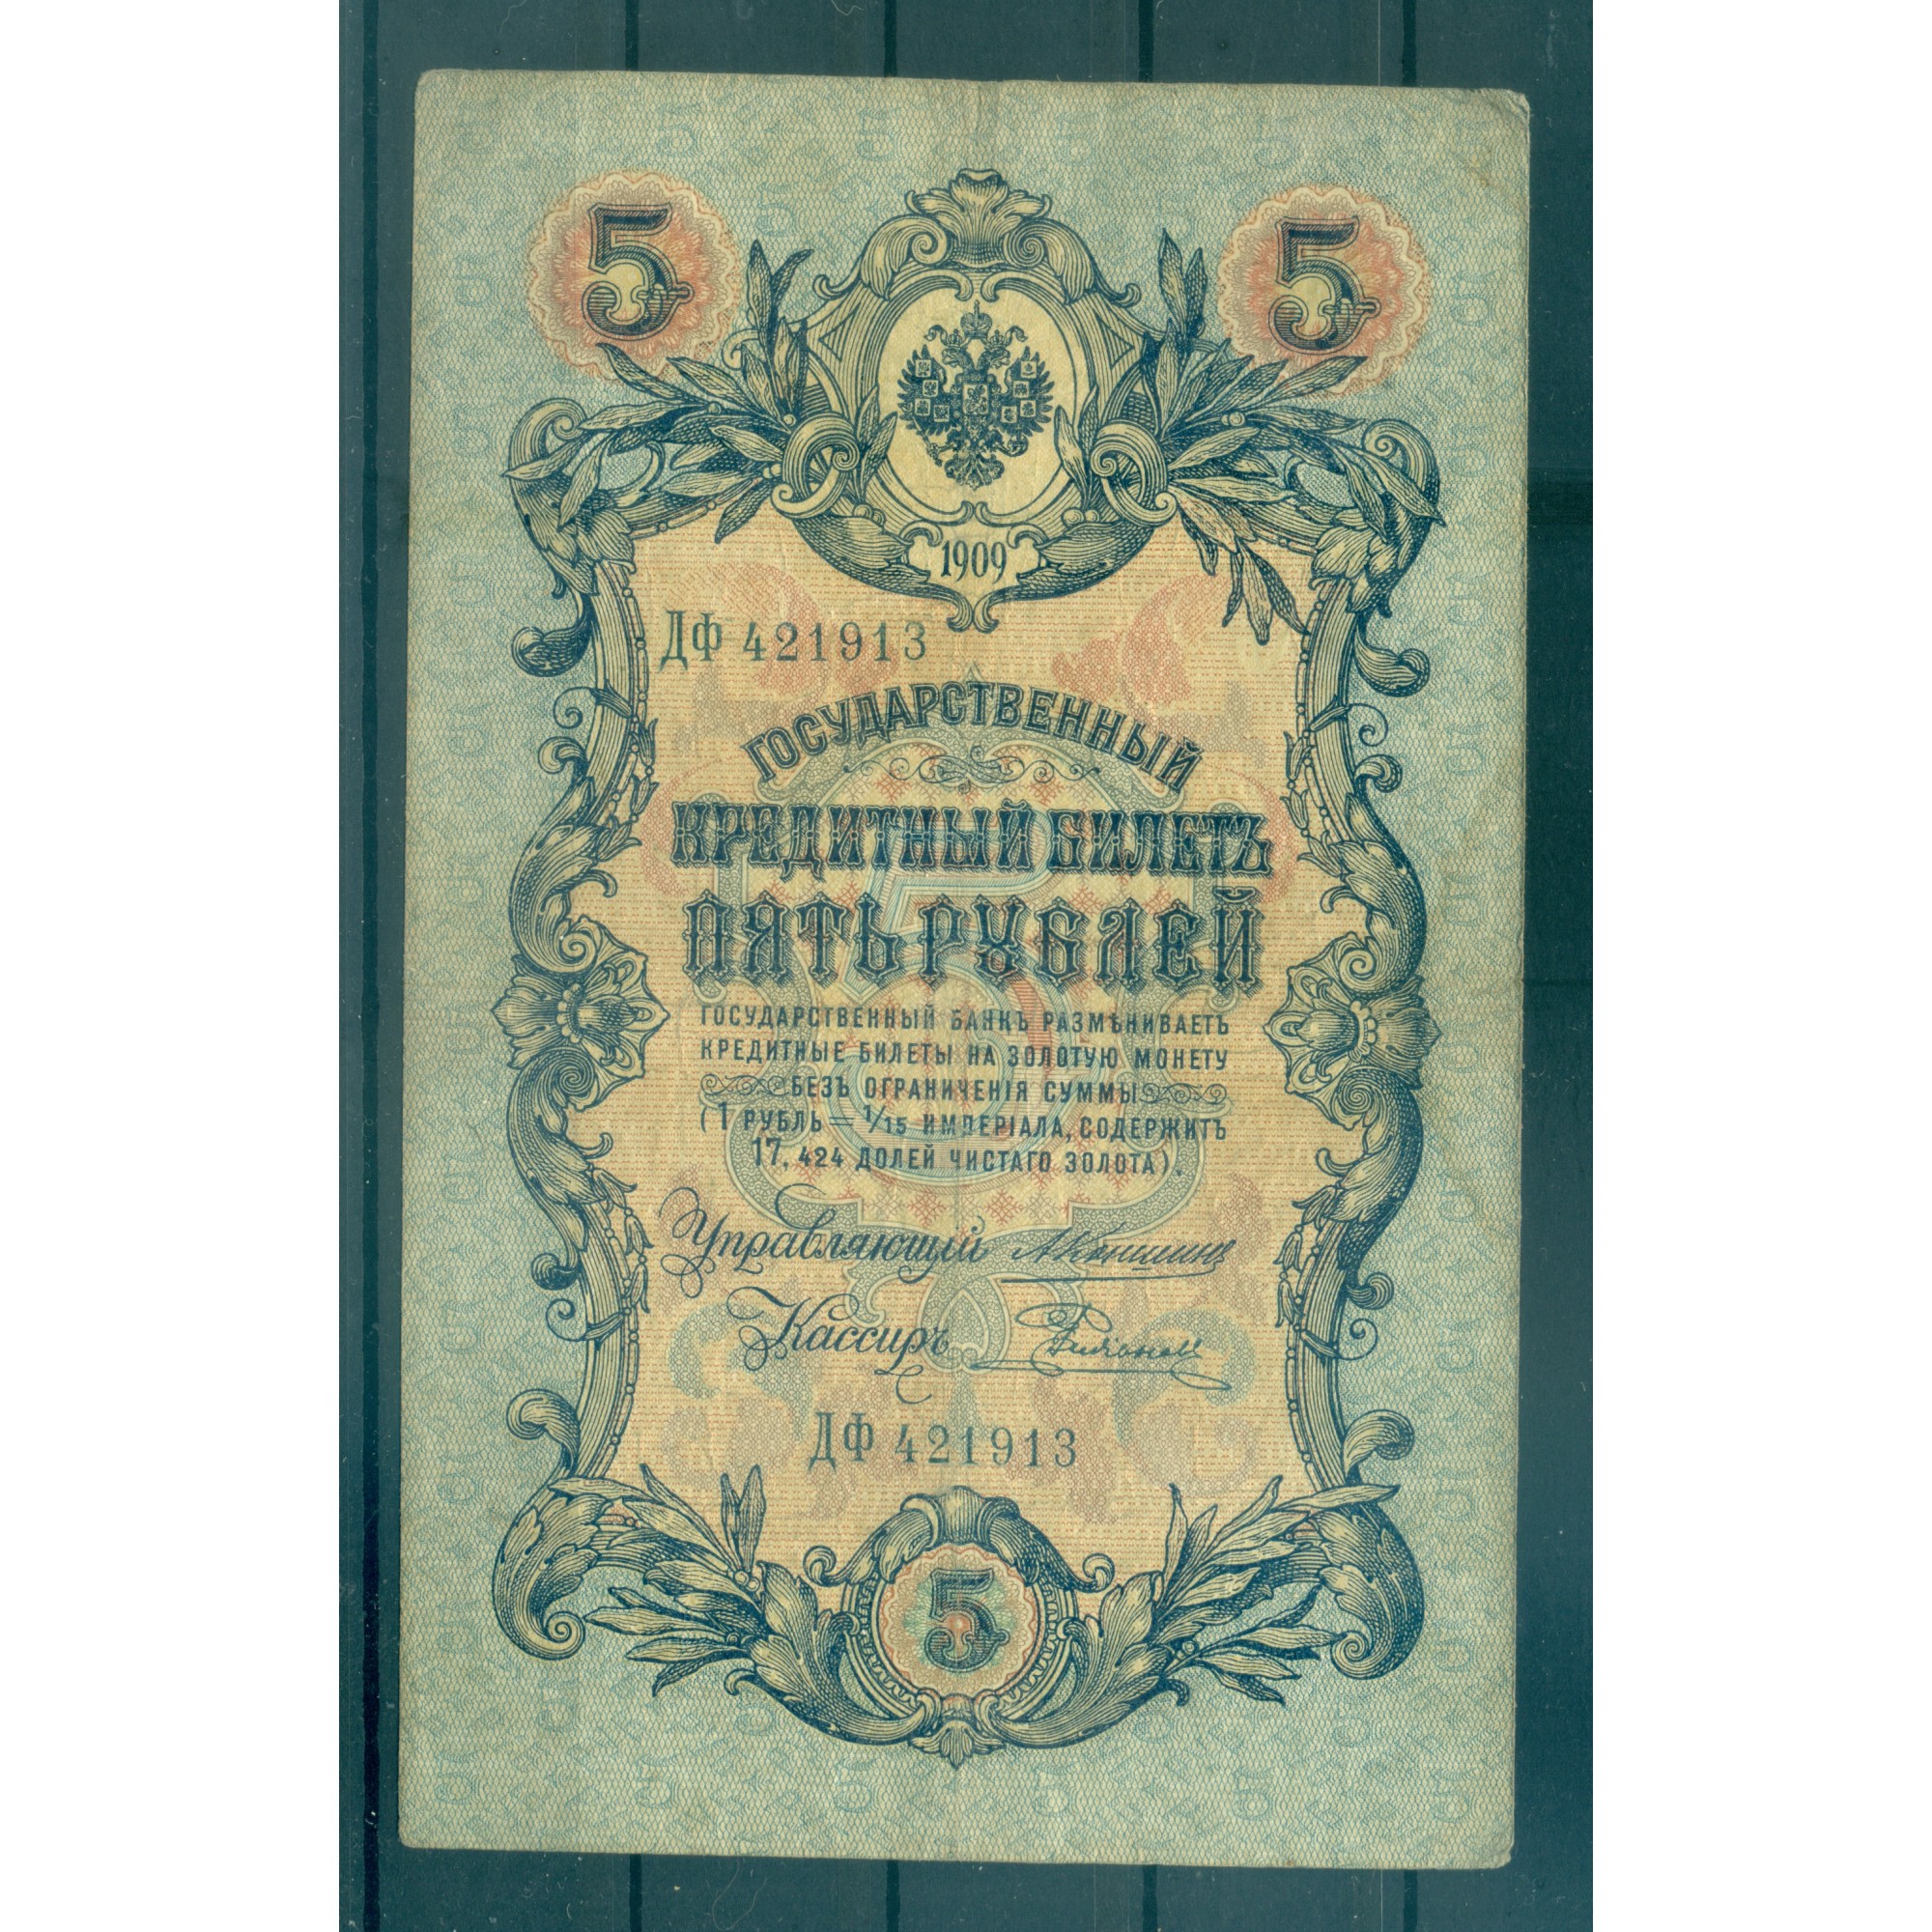 5 5
1909
ДФ 421913
ГОСУДАРСТВЕННЫЙ
КРЕДИТНЫЙ БИЛЕТЪ
ПЯТЬ РУБЛЕЙ
ГОСУДАРСТВЕННЫЙ БАНКЪ РАЗМѢНИВАЕТЪ
КРЕДИТНЫЕ БИЛЕТЫ НА ЗОЛОТУЮ МОНЕТУ
БЕЗЪ ОГРАНИЧЕНІЯ СУММЫ
(1 РУБЛЬ = 1/15 ИМПЕРІАЛА, СОДЕРЖИТЪ
17, 424 ДОЛЕЙ ЧИСТАГО ЗОЛОТА).
Управляющій А Коншинъ
Кассиръ
ДФ 421913
5